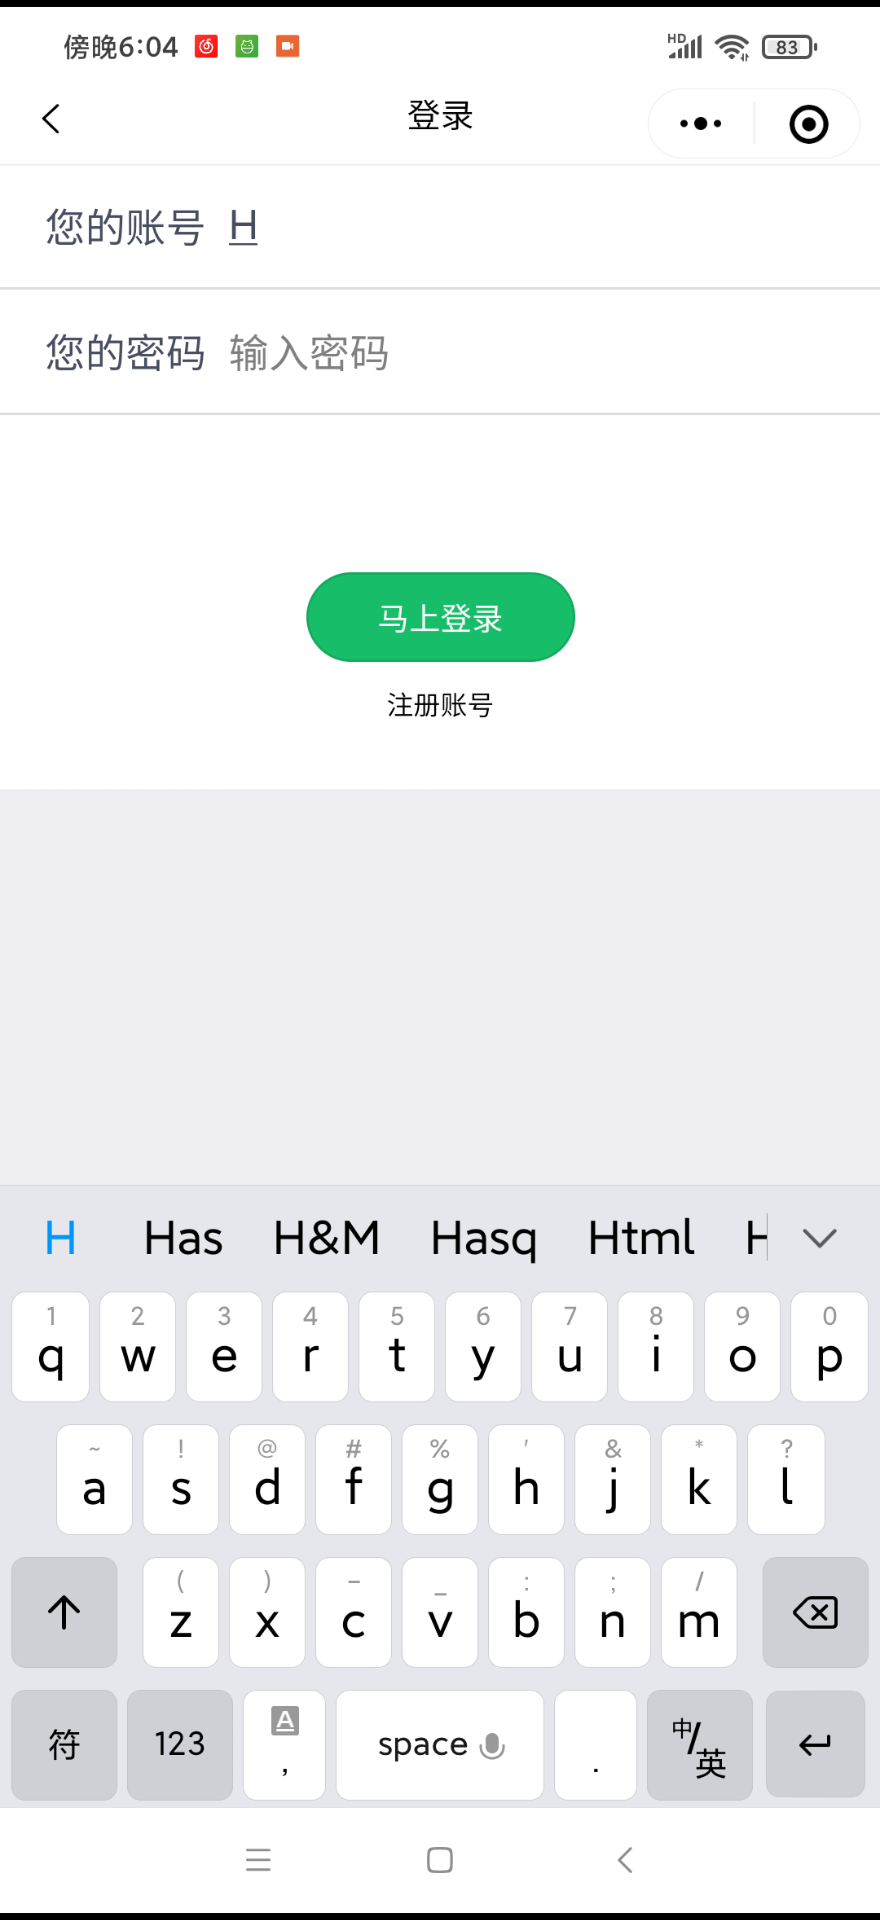 傍晚6:04 HD 83
登录
您的账号 H
您的密码 输入密码
马上登录
注册账号
H Has H&M Hasq Html H
1 2 3 4 5 6 7 8 9 0
q w e r t y u i o p
~ ! @ # % ' & * ?
a s d f g h j k l
( ) – _ : ; /
z x c v b n m
符 123 A , space . 中/英